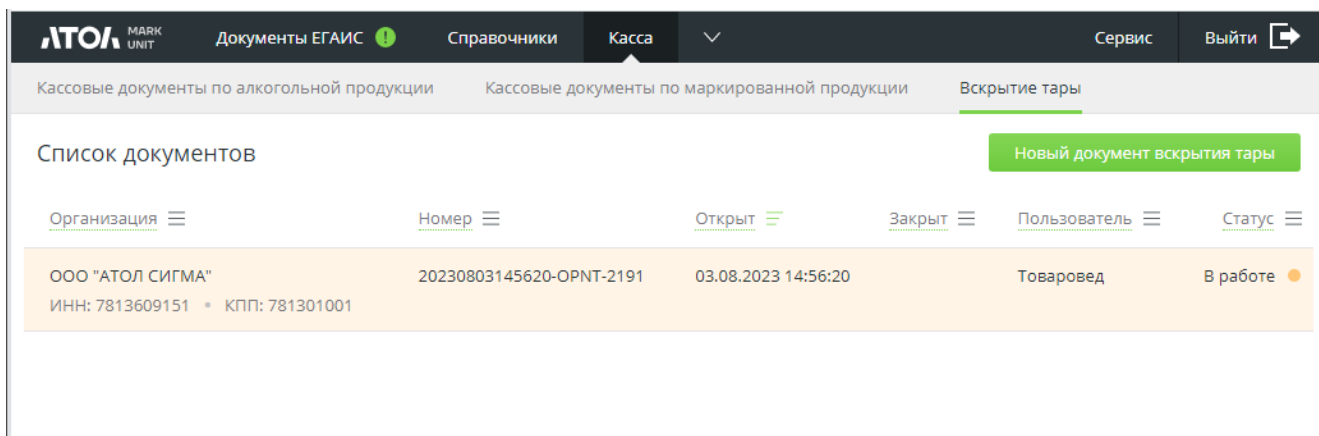 АТОЛ MARK UNIT Документы ЕГАИС ! Справочники Касса Сервис Выйти
Кассовые документы по алкогольной продукции Кассовые документы по маркированной продукции Вскрытие тары
Список документов Новый документ вскрытия тары
Организация Номер Открыт Закрыт Пользователь Статус
ООО "АТОЛ СИГМА" 20230803145620-OPNT-2191 03.08.2023 14:56:20 Товаровед В работе
ИНН: 7813609151 • КПП: 781301001